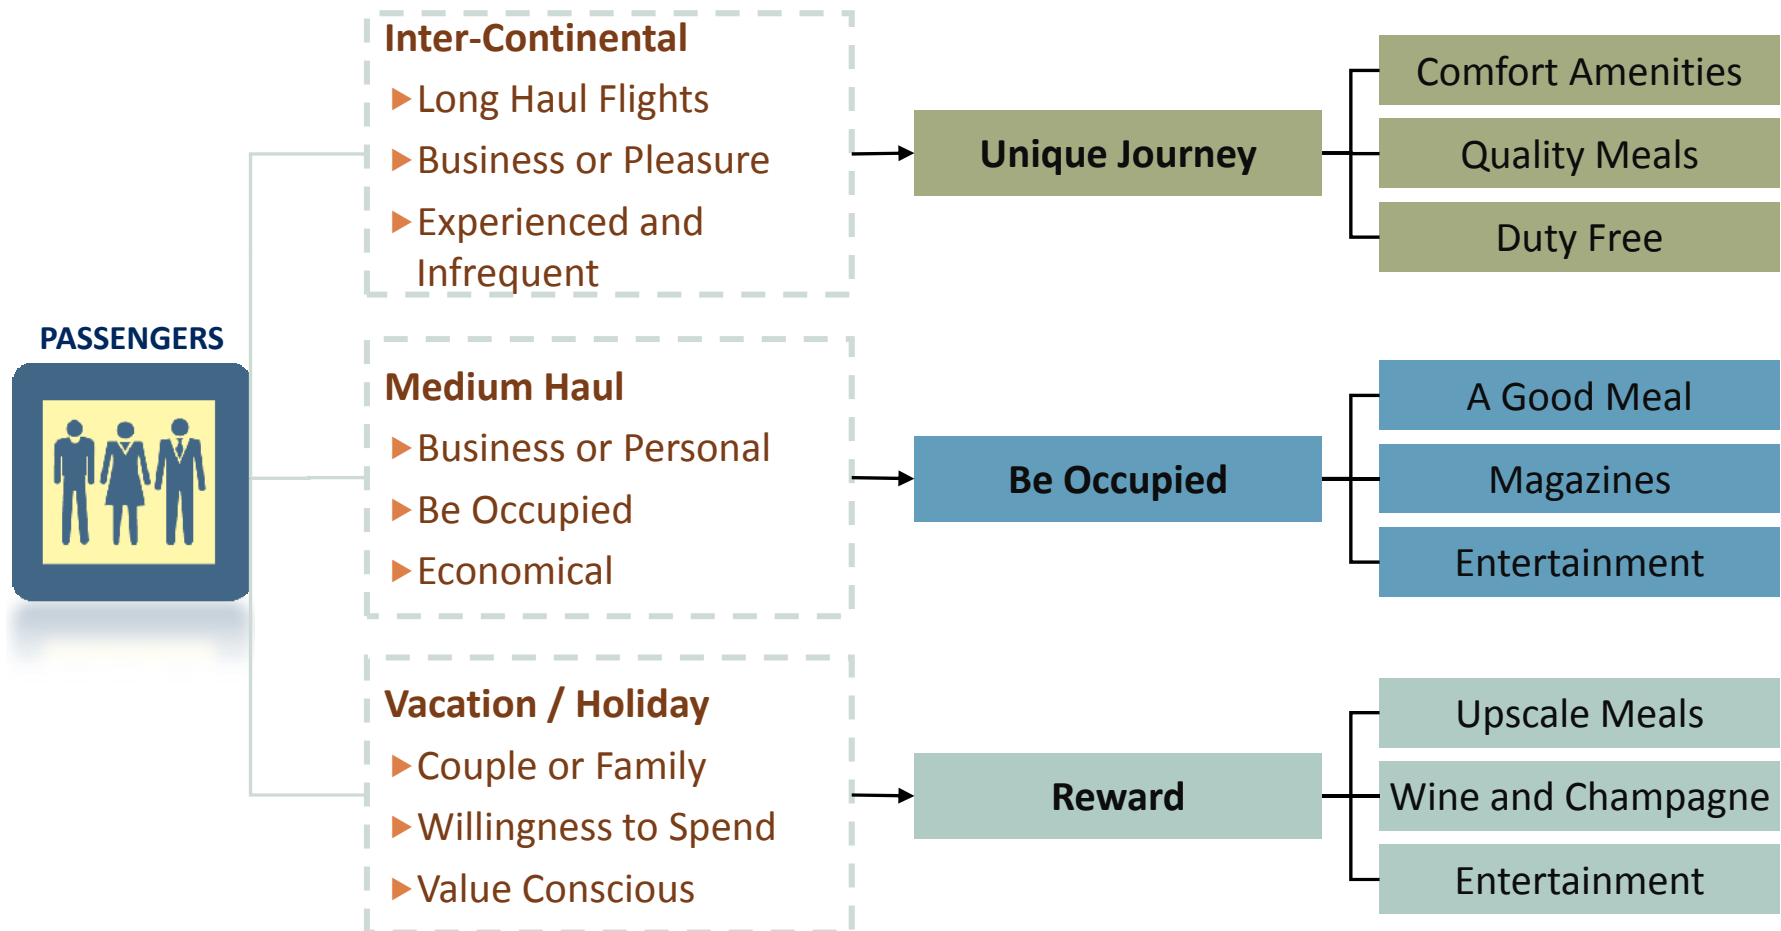 PASSENGERS
Inter-Continental
Long Haul Flights
Business or Pleasure
Experienced and
Infrequent
Unique Journey
Comfort Amenities
Quality Meals
Duty Free
Medium Haul
Business or Personal
Be Occupied
Economical
Be Occupied
A Good Meal
Magazines
Entertainment
Vacation / Holiday
Couple or Family
Willingness to Spend
Value Conscious
Reward
Upscale Meals
Wine and Champagne
Entertainment